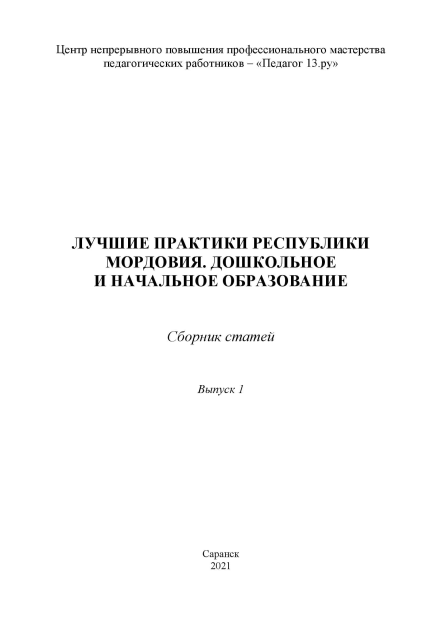 Центр непрерывного повышения профессионального мастерства
педагогических работников – «Педагог 13.ру»
ЛУЧШИЕ ПРАКТИКИ РЕСПУБЛИКИ
МОРДОВИЯ. ДОШКОЛЬНОЕ
И НАЧАЛЬНОЕ ОБРАЗОВАНИЕ
Сборник статей
Выпуск 1
Саранск
2021